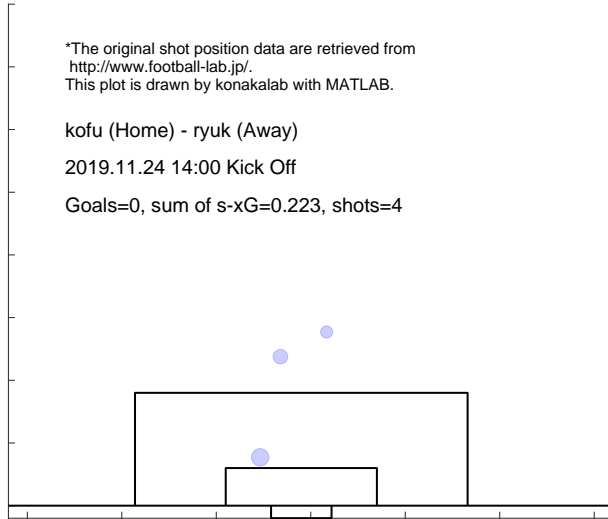 *The original shot position data are retrieved from
http://www.football-lab.jp/.
This plot is drawn by konakalab with MATLAB.
kofu (Home) - ryuk (Away)
2019.11.24 14:00 Kick Off
Goals=0, sum of s-xG=0.223, shots=4